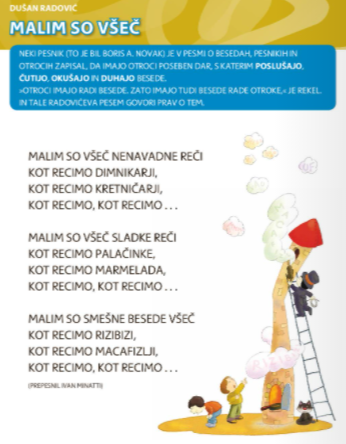 DUŠAN RADOVIĆ
MALIM SO VŠEČ
NEKI PESNIK (TO JE BIL BORIS A. NOVAK) JE V PESMI O BESEDAH, PESNIKIH IN
OTROCIH ZAPISAL, DA IMAJO OTROCI POSEBEN DAR, S KATERIM POSLUŠAJO,
ČUTIJO, OKUŠAJO IN DUHAJO BESEDE.
»OTROCI IMAJO RADI BESEDE. ZATO IMAJO TUDI BESEDE RADE OTROKE,« JE REKEL.
IN TALE RADOVIĆEVA PESEM GOVORI PRAV O TEM.
MALIM SO VŠEČ NENAVADNE REČI
KOT RECIMO DIMNIKARJI,
KOT RECIMO KRETNIČARJI,
KOT RECIMO, KOT RECIMO . . .
MALIM SO VŠEČ SLADKE REČI
KOT RECIMO PALAČINKE,
KOT RECIMO MARMELADA,
KOT RECIMO, KOT RECIMO . . .
MALIM SO SMEŠNE BESEDE VŠEČ
KOT RECIMO RIZIBIZI,
KOT RECIMO MACAFIZLJI,
KOT RECIMO, KOT RECIMO . . .
(PREPESNIL IVAN MINATTI)